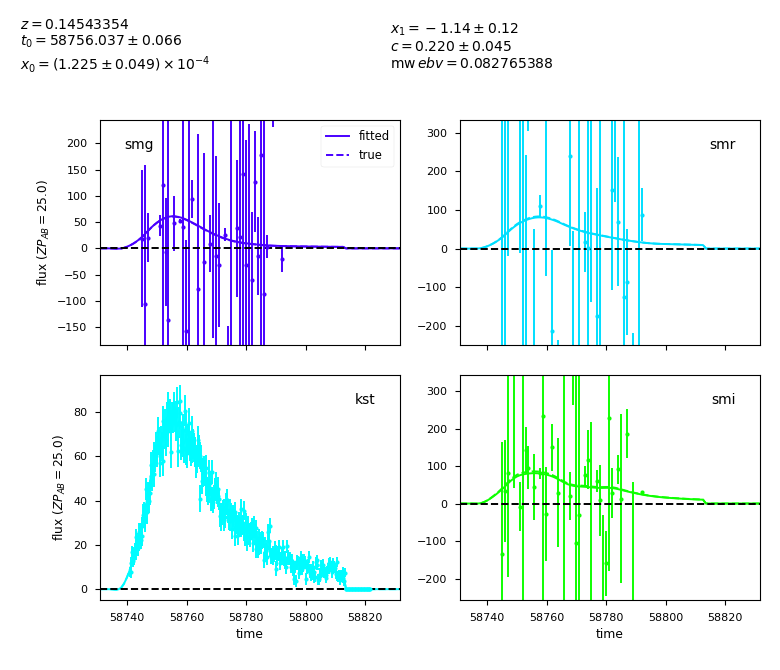 z = 0.14543354
t₀ = 58756.037 ± 0.066
x₀ = (1.225 ± 0.049) × 10⁻⁴
x₁ = −1.14 ± 0.12
c = 0.220 ± 0.045
mw ebv = 0.082765388
smg
fitted
true
200
150
100
50
0
−50
−100
−150
flux (ZP_AB = 25.0)
smr
300
200
100
0
−100
−200
kst
80
60
40
20
0
flux (ZP_AB = 25.0)
58740 58760 58780 58800 58820
time
smi
300
200
100
0
−100
−200
58740 58760 58780 58800 58820
time